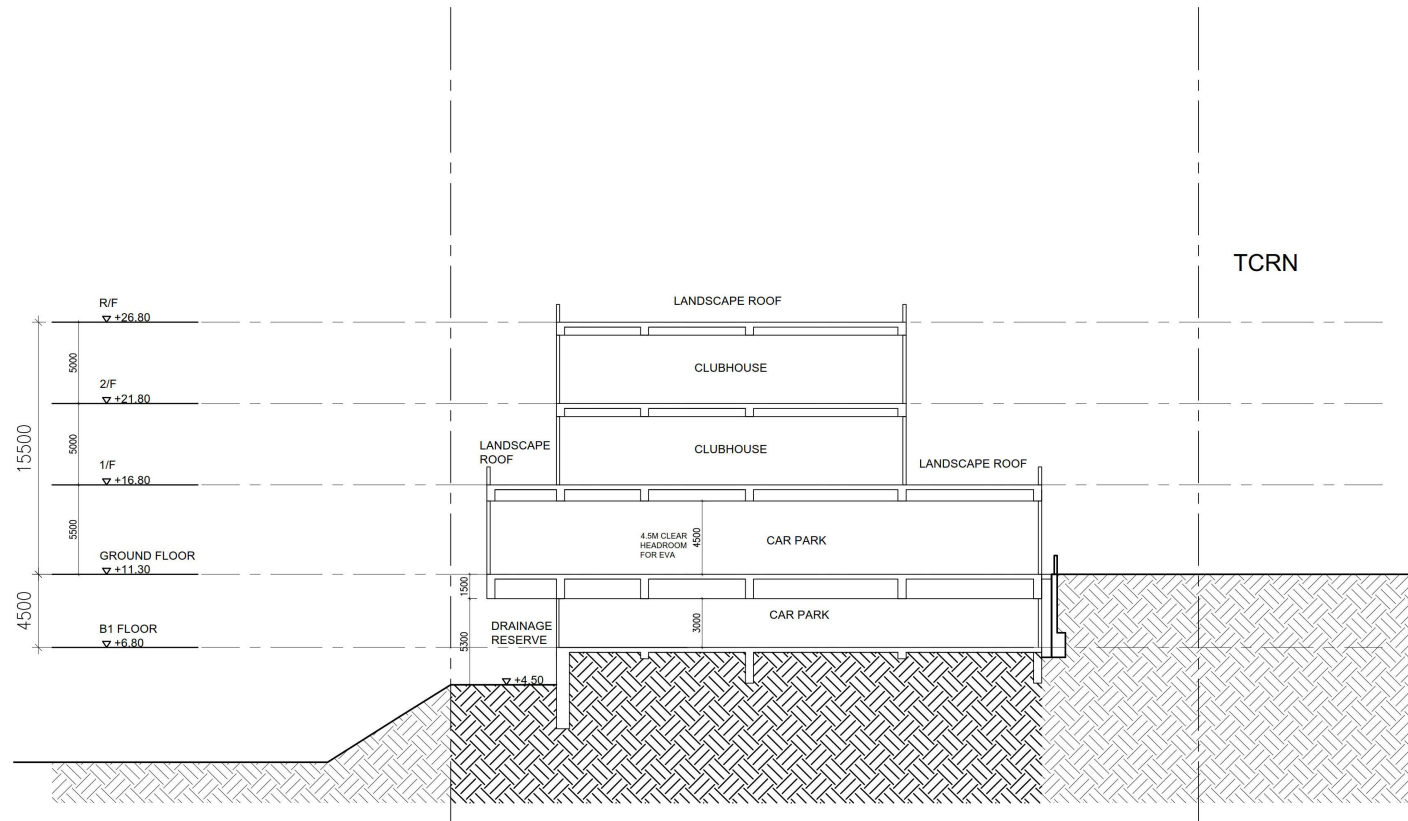 TCRN
LANDSCAPE ROOF
R/F
+26.80
5000
CLUBHOUSE
2/F
+21.80
15500
5000
LANDSCAPE
ROOF
CLUBHOUSE
1/F
+16.80
LANDSCAPE ROOF
5500
4.5M CLEAR
HEADROOM
FOR EVA
4500
CAR PARK
GROUND FLOOR
+11.30
1500
4500
CAR PARK
3000
DRAINAGE
RESERVE
5300
B1 FLOOR
+6.80
+4.50